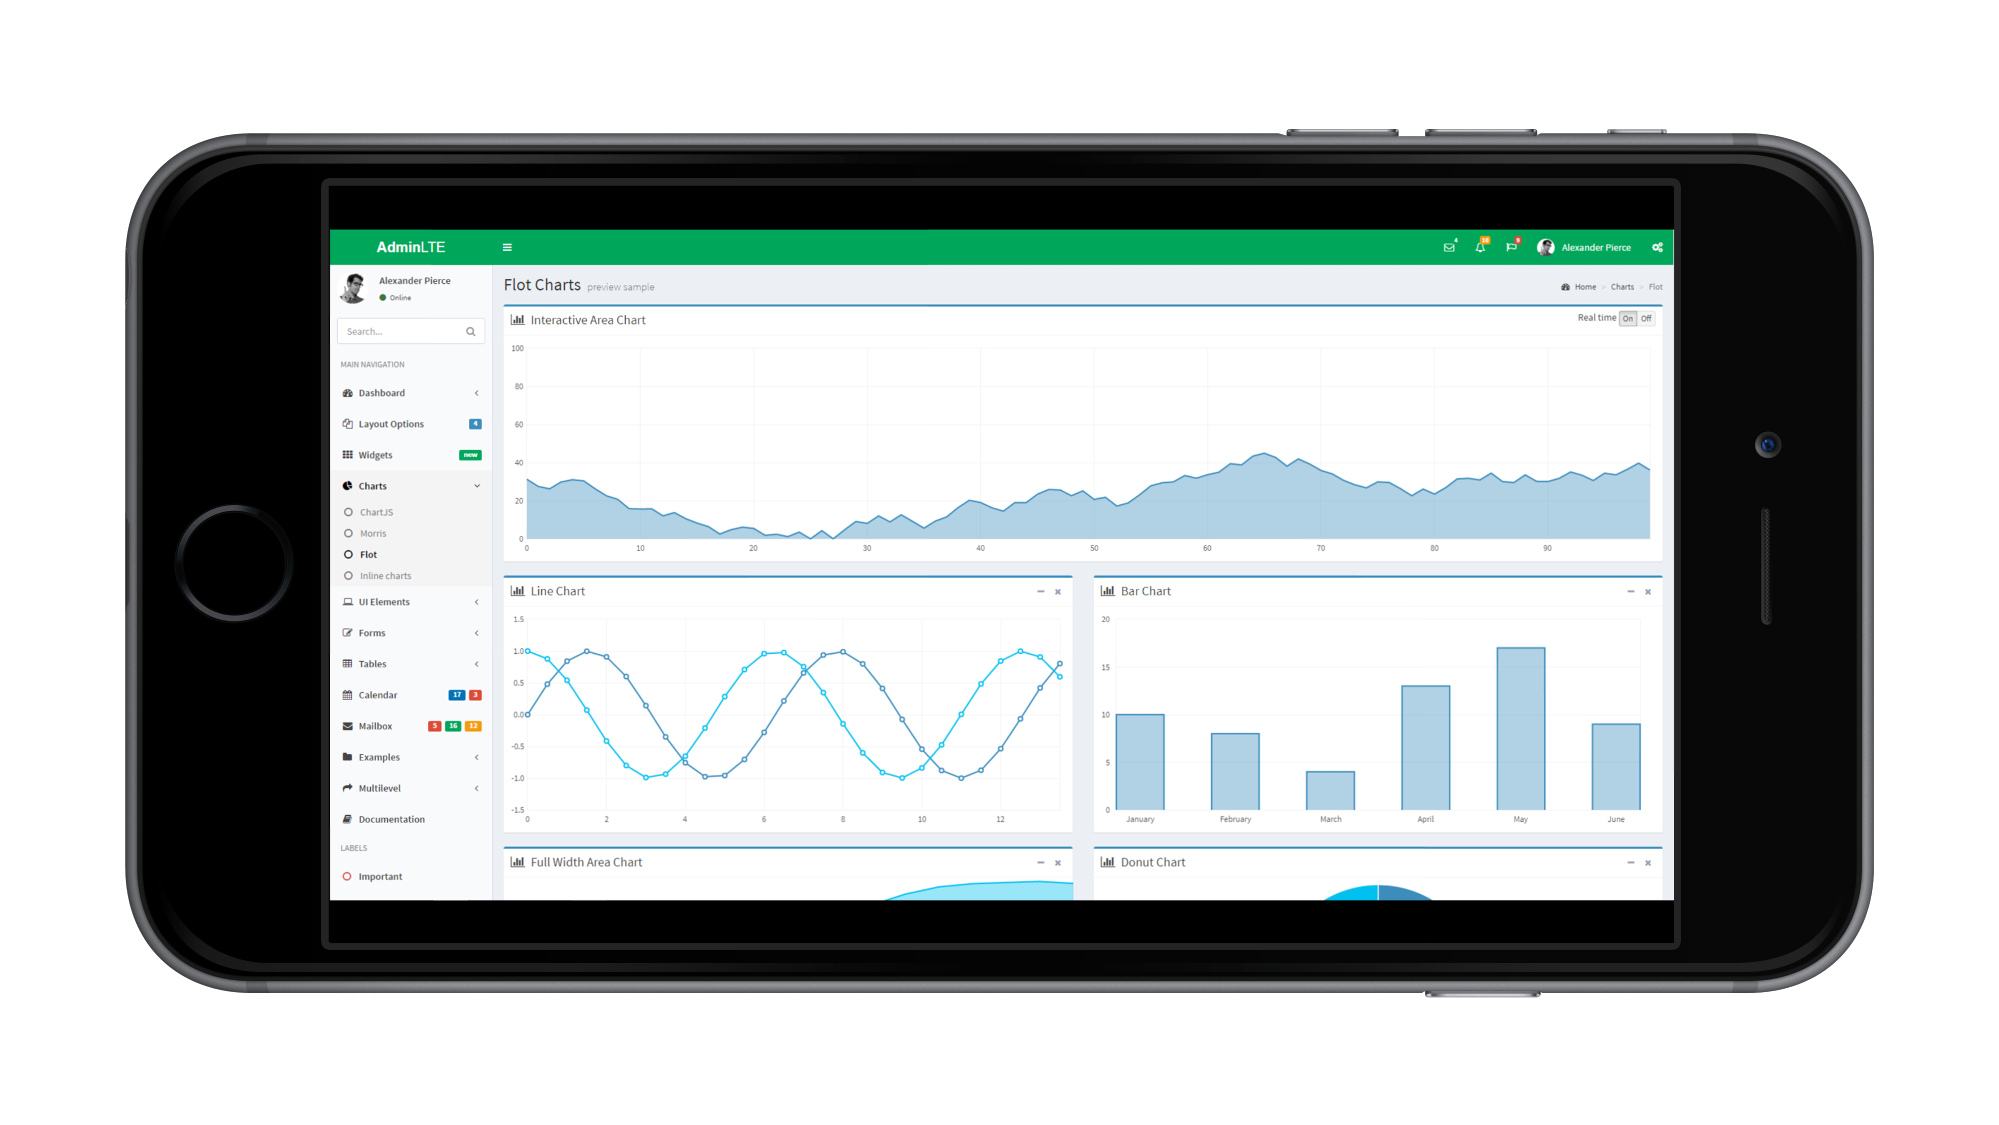 AdminLTE
4
10
9
Alexander Pierce
Alexander Pierce
Online
Search...
MAIN NAVIGATION
Dashboard
Layout Options 4
Widgets new
Charts
ChartJS
Morris
Flot
Inline charts
UI Elements
Forms
Tables
Calendar 17 3
Mailbox 5 16 12
Examples
Multilevel
Documentation
LABELS
Important
Flot Charts preview sample
Home > Charts > Flot
Interactive Area Chart
Real time On Off
100
80
60
40
20
0
0 10 20 30 40 50 60 70 80 90
Line Chart
1.5
1.0
0.5
0.0
-0.5
-1.0
-1.5
0 2 4 6 8 10 12
Bar Chart
20
15
10
5
0
January February March April May June
Full Width Area Chart
Donut Chart